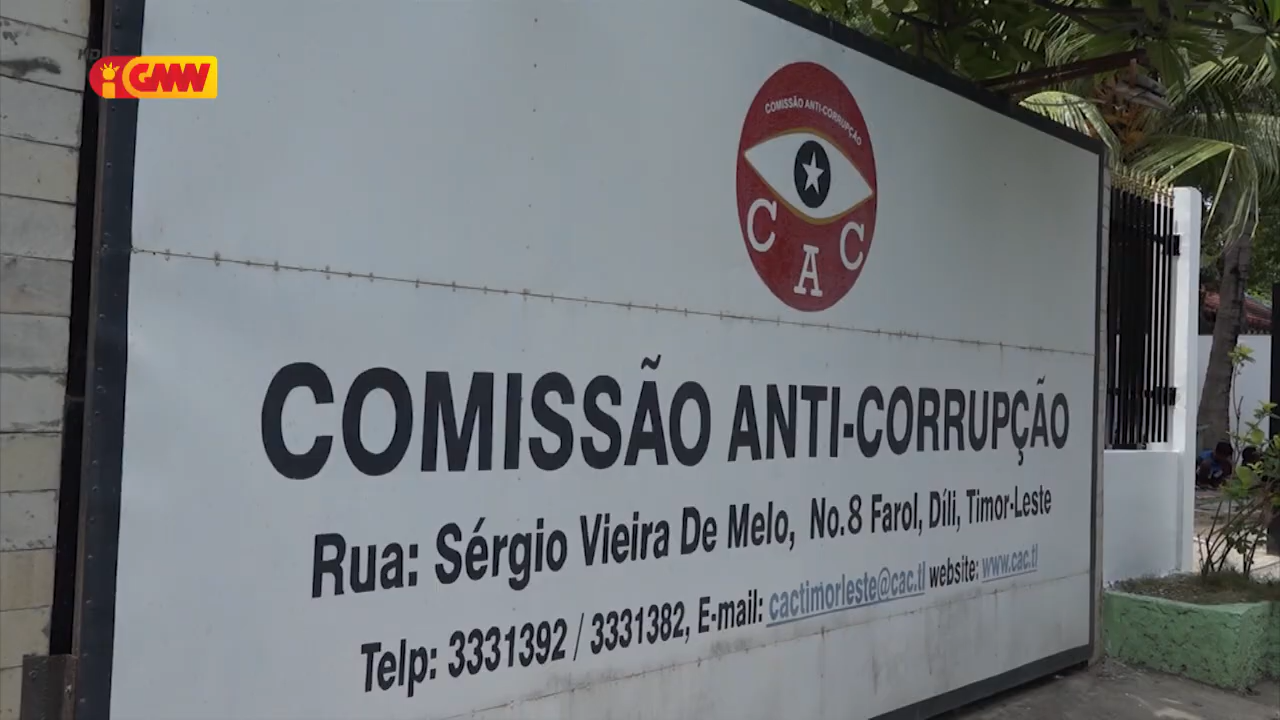 GMN
COMISSÃO ANTI-CORRUPÇÃO
C A C
COMISSÃO ANTI-CORRUPÇÃO
Rua: Sérgio Vieira De Melo, No.8 Farol, Díli, Timor-Leste
Telp: 3331392 / 3331382, E-mail: cactimorleste@cac.tl website: www.cac.tl